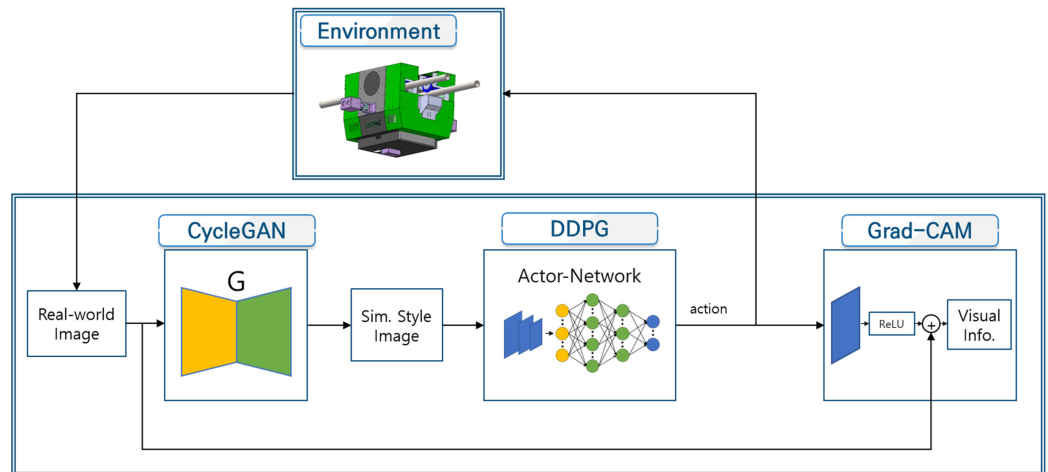 Environment
CycleGAN
DDPG
Grad-CAM
G
Actor-Network
Real-world
Image
Sim. Style
Image
action
ReLU
+
Visual
Info.